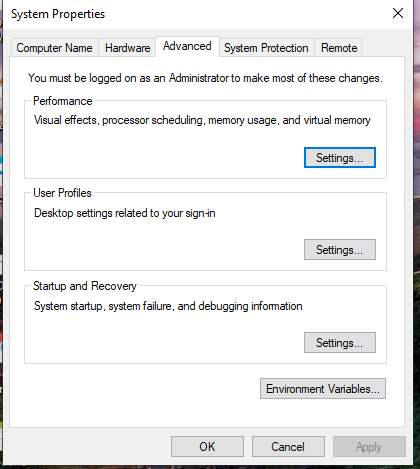 System Properties
Computer Name Hardware Advanced System Protection Remote
You must be logged on as an Administrator to make most of these changes.
Performance
Visual effects, processor scheduling, memory usage, and virtual memory
Settings...
User Profiles
Desktop settings related to your sign-in
Settings...
Startup and Recovery
System startup, system failure, and debugging information
Settings...
Environment Variables...
OK Cancel Apply